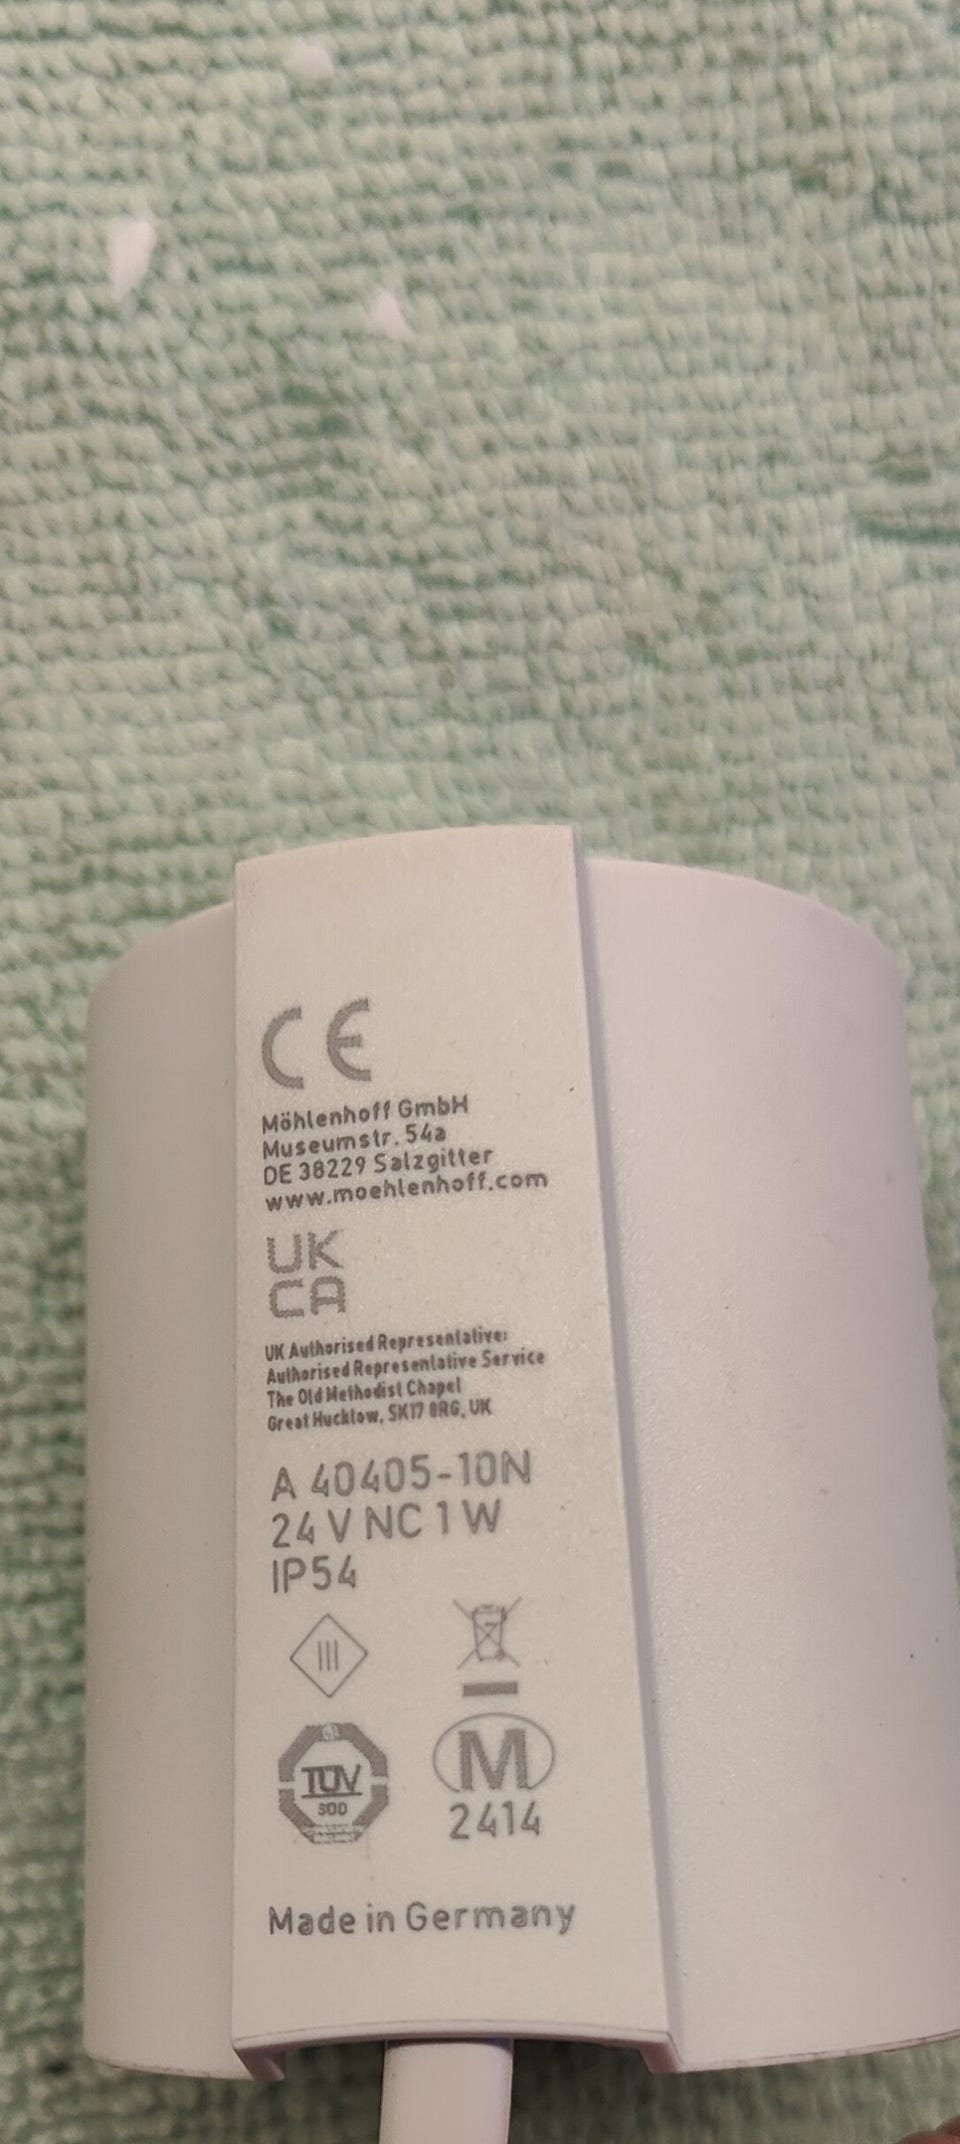 CE
Möhlenhoff GmbH
Museumstr. 54a
DE 38229 Salzgitter
www.moehlenhoff.com
UK
CA
UK Authorised Representative:
Authorised Representative Service
The Old Methodist Chapel
Great Hucklow, SK17 8RG, UK
A 40405-10N
24 V NC 1 W
IP54
III
TÜV
SÜD
M
2414
Made in Germany